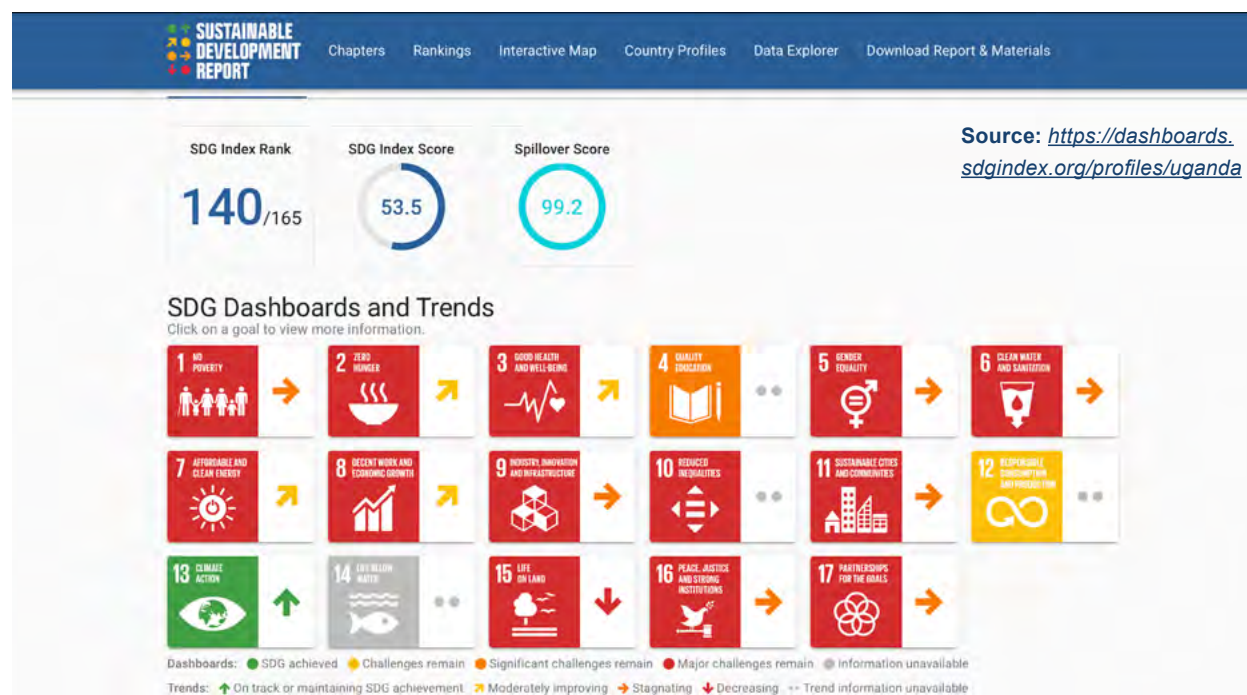 SUSTAINABLE
DEVELOPMENT
REPORT
Chapters Rankings Interactive Map Country Profiles Data Explorer Download Report & Materials
Source: https://dashboards.
sdgindex.org/profiles/uganda
SDG Index Rank SDG Index Score Spillover Score
140/165 53.5 99.2
SDG Dashboards and Trends
Click on a goal to view more information.
1 NO
POVERTY
2 ZERO
HUNGER
3 GOOD HEALTH
AND WELL-BEING
4 QUALITY
EDUCATION
5 GENDER
EQUALITY
6 CLEAN WATER
AND SANITATION
7 AFFORDABLE AND
CLEAN ENERGY
8 DECENT WORK AND
ECONOMIC GROWTH
9 INDUSTRY, INNOVATION
AND INFRASTRUCTURE
10 REDUCED
INEQUALITIES
11 SUSTAINABLE CITIES
AND COMMUNITIES
12 RESPONSIBLE
CONSUMPTION
AND PRODUCTION
13 CLIMATE
ACTION
14 LIFE BELOW
WATER
15 LIFE
ON LAND
16 PEACE, JUSTICE
AND STRONG
INSTITUTIONS
17 PARTNERSHIPS
FOR THE GOALS
Dashboards: SDG achieved Challenges remain Significant challenges remain Major challenges remain Information unavailable
Trends: On track or maintaining SDG achievement Moderately improving Stagnating Decreasing Trend information unavailable